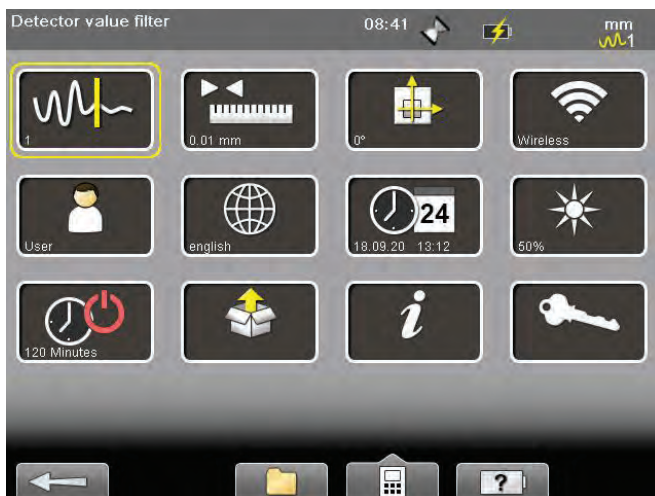 Detector value filter 08:41 mm
1
1 0.01 mm 0° Wireless
24
User english 18.09.20 13:12 50%
120 Minutes
?